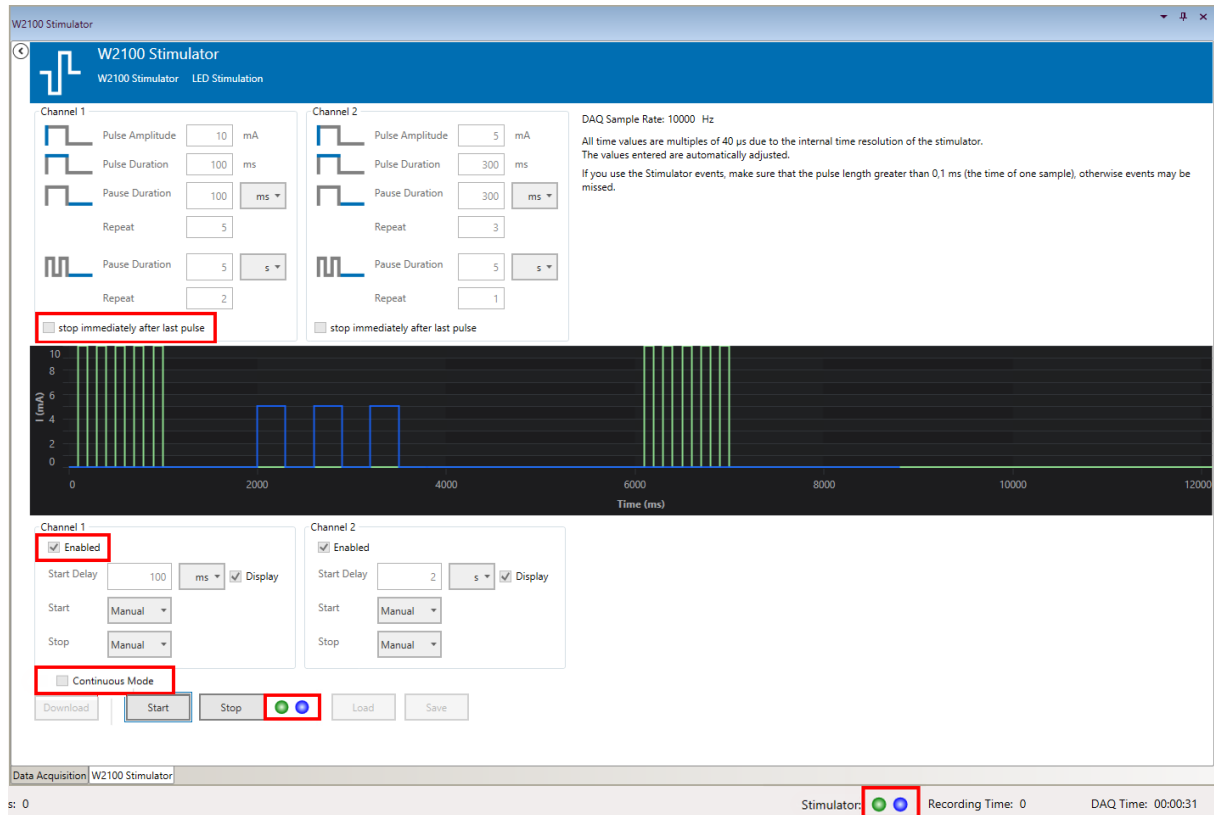 W2100 Stimulator
W2100 Stimulator
W2100 Stimulator LED Stimulation
Channel 1
Pulse Amplitude 10 mA
Pulse Duration 100 ms
Pause Duration 100 ms
Repeat 5
Pause Duration 5 s
Repeat 2
stop immediately after last pulse
Channel 2
Pulse Amplitude 5 mA
Pulse Duration 300 ms
Pause Duration 300 ms
Repeat 3
Pause Duration 5 s
Repeat 1
stop immediately after last pulse
DAQ Sample Rate: 10000 Hz
All time values are multiples of 40 µs due to the internal time resolution of the stimulator.
The values entered are automatically adjusted.
If you use the Stimulator events, make sure that the pulse length greater than 0,1 ms (the time of one sample), otherwise events may be
missed.
10
8
6
4
2
0
I (mA)
0 2000 4000 6000 8000 10000 12000
Time (ms)
Channel 1
Enabled
Start Delay 100 ms Display
Start Manual
Stop Manual
Channel 2
Enabled
Start Delay 2 s Display
Start Manual
Stop Manual
Continuous Mode
Download Start Stop Load Save
Data Acquisition W2100 Stimulator
s: 0 Stimulator: Recording Time: 0 DAQ Time: 00:00:31